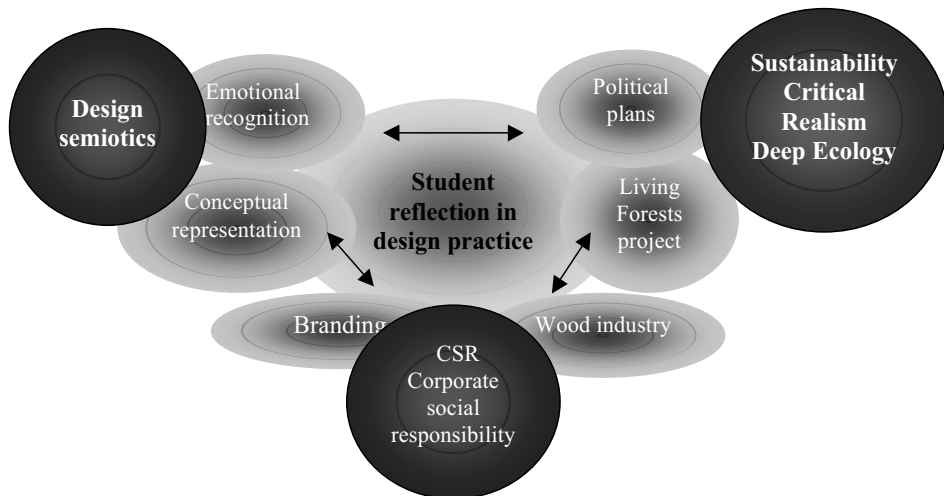 Design
semiotics
Emotional
recognition
Conceptual
representation
Student
reflection in
design practice
Political
plans
Living
Forests
project
Sustainability
Critical
Realism
Deep Ecology
Branding
Wood industry
CSR
Corporate
social
responsibility